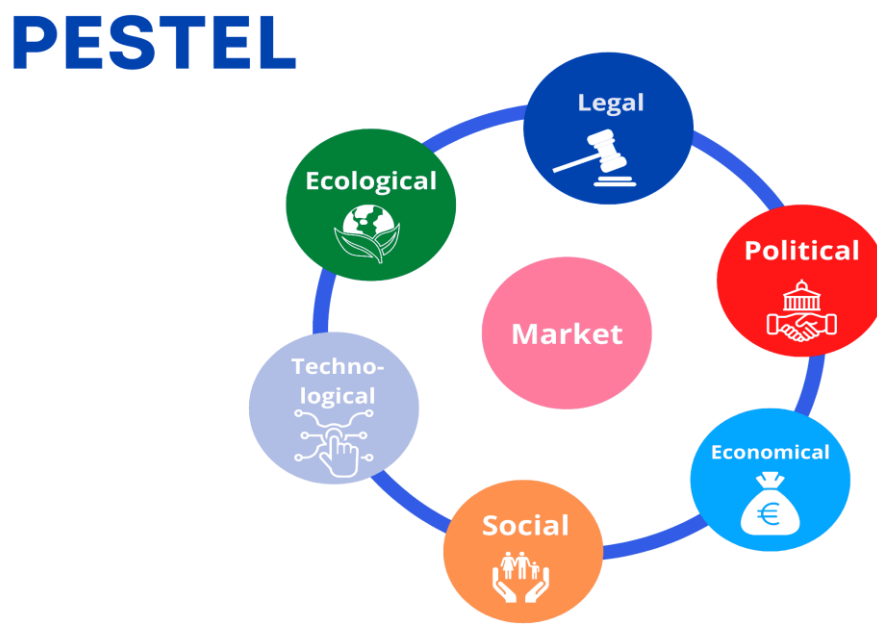 PESTEL
Legal
Political
Economical
Social
Techno-
logical
Ecological
Market
€